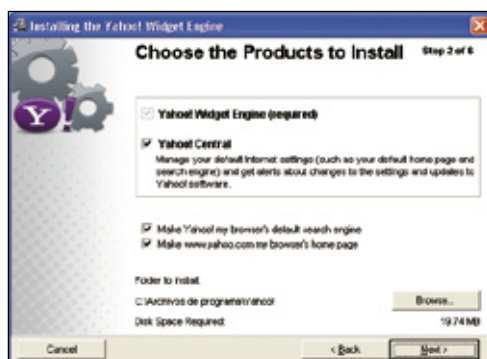 Installing the Yahoo! Widget Engine
Choose the Products to Install
Step 2 of 6
Y!
Yahoo! Widget Engine (required)
Yahoo! Central
Manage your default Internet settings (such as your default home page and
search engine) and get alerts about changes to the settings and updates to
Yahoo! software.
Make Yahoo! my browser's default search engine
Make www.yahoo.com my browser's home page
Folder to install:
C:\Archivos de programa\Yahoo!
Browse...
Disk Space Required:
19.74 MB
Cancel
< Back
Next >